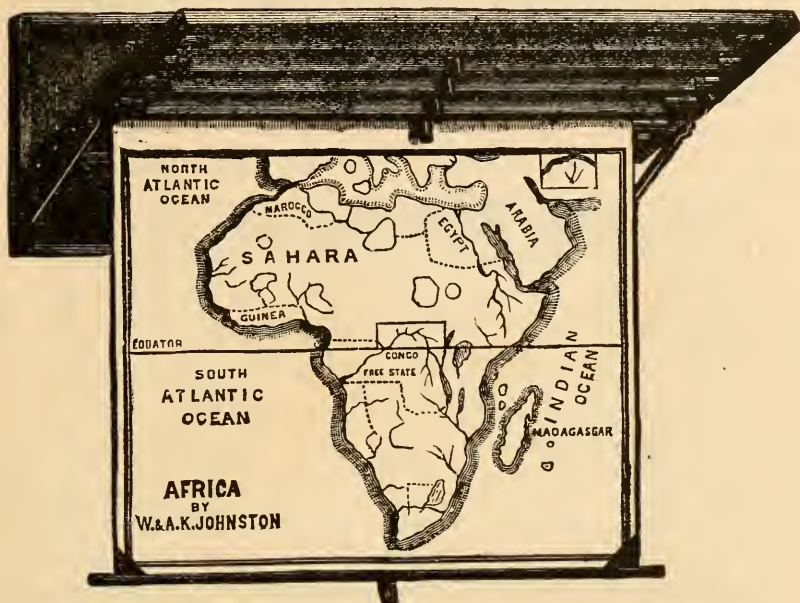 NORTH
ATLANTIC
OCEAN
MAROCCO
SAHARA
EGYPT
ARABIA
GUINEA
EQUATOR
CONGO
FREE STATE
SOUTH
ATLANTIC
OCEAN
INDIAN
OCEAN
MADAGASGAR
AFRICA
BY
W.&A.K.JOHNSTON